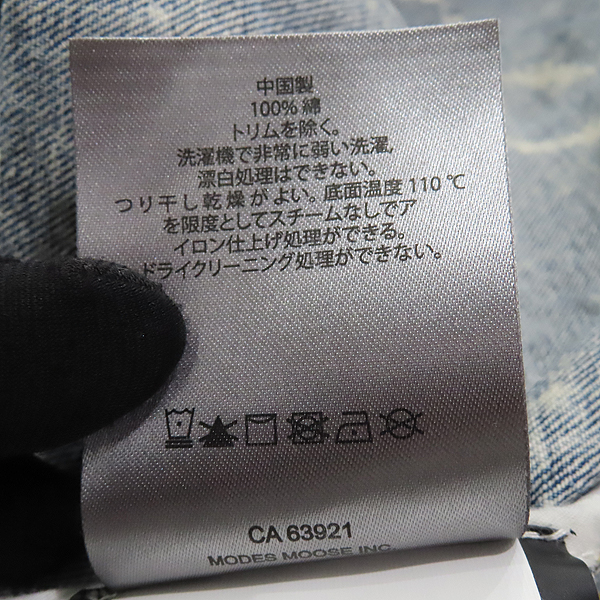 中国製
100% 綿
トリムを除く。
洗濯機で非常に弱い洗濯,
漂白処理はできない。
つり干し乾燥がよい。底面温度 110 ℃
を限度としてスチームなしでア
イロン仕上げ処理ができる。
ドライクリーニング処理ができない。
CA 63921
MODES MOOSE INC.